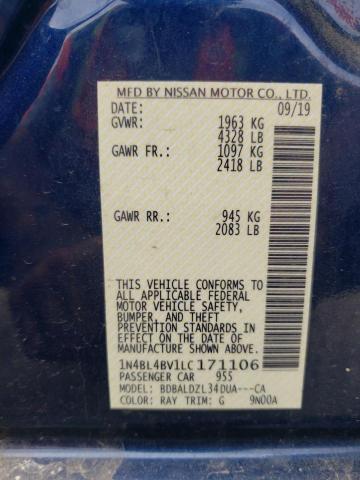 MFD BY NISSAN MOTOR CO., LTD.
DATE: 09/19
GVWR: 1963 KG
4328 LB
GAWR FR.: 1097 KG
2418 LB
GAWR RR.: 945 KG
2083 LB
THIS VEHICLE CONFORMS TO
ALL APPLICABLE FEDERAL
MOTOR VEHICLE SAFETY,
BUMPER, AND THEFT
PREVENTION STANDARDS IN
EFFECT ON THE DATE OF
MANUFACTURE SHOWN ABOVE.
1N4BL4BV1LC171106
PASSENGER CAR 955
MODEL: BDBALDZL34DUA---CA
COLOR: RAY TRIM: G 9N00A